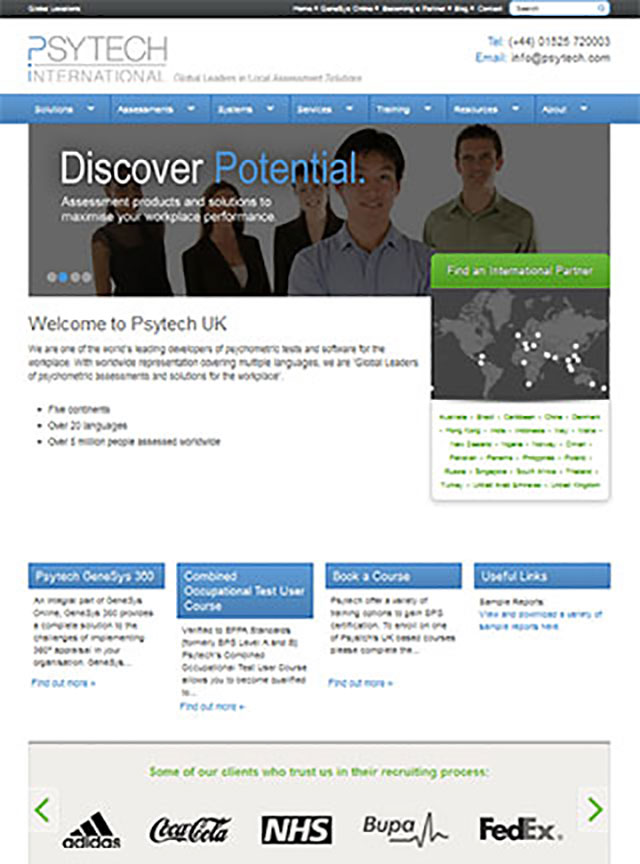 Global Locations
Home GeneSys Online Becoming a Partner Blog Contact Search
PSYTECH
INTERNATIONAL Global Leaders in Local Assessment Solutions
Tel: (+44) 01525 720003
Email: info@psytech.com
Solutions Assessments Systems Services Training Resources About
Discover Potential.
Assessment products and solutions to
maximise your workplace performance.
Find an International Partner
Welcome to Psytech UK
We are one of the world's leading developers of psychometric tests and software for the
workplace. With worldwide representation covering multiple languages, we are 'Global Leaders
of psychometric assessments and solutions for the workplace'.
• Five continents
• Over 20 languages
• Over 5 million people assessed worldwide
Australia • Brazil • Caribbean • China • Denmark
• Hong Kong • India • Indonesia • Italy • Malta •
New Zealand • Nigeria • Norway • Oman •
Pakistan • Panama • Philippines • Poland •
Russia • Singapore • South Africa • Thailand •
Turkey • United Arab Emirates • United Kingdom
Psytech GeneSys 360
An integral part of GeneSys
Online, GeneSys 360 provides
a complete solution to the
challenges of implementing
360º appraisal in your
organisation. GeneSys...
Find out more »
Combined
Occupational Test User
Course
Verified to EFPA Standards
(formerly BPS Level A and B)
Psytech's Combined
Occupational Test User Course
allows you to become qualified
to...
Find out more »
Book a Course
Psytech offer a variety of
training options to gain BPS
certification. To enroll on one
of Psytech's UK based courses
please complete the...
Find out more »
Useful Links
Sample Reports
View and download a variety of
sample reports here.
Some of our clients who trust us in their recruiting process:
adidas Coca-Cola NHS Bupa FedEx